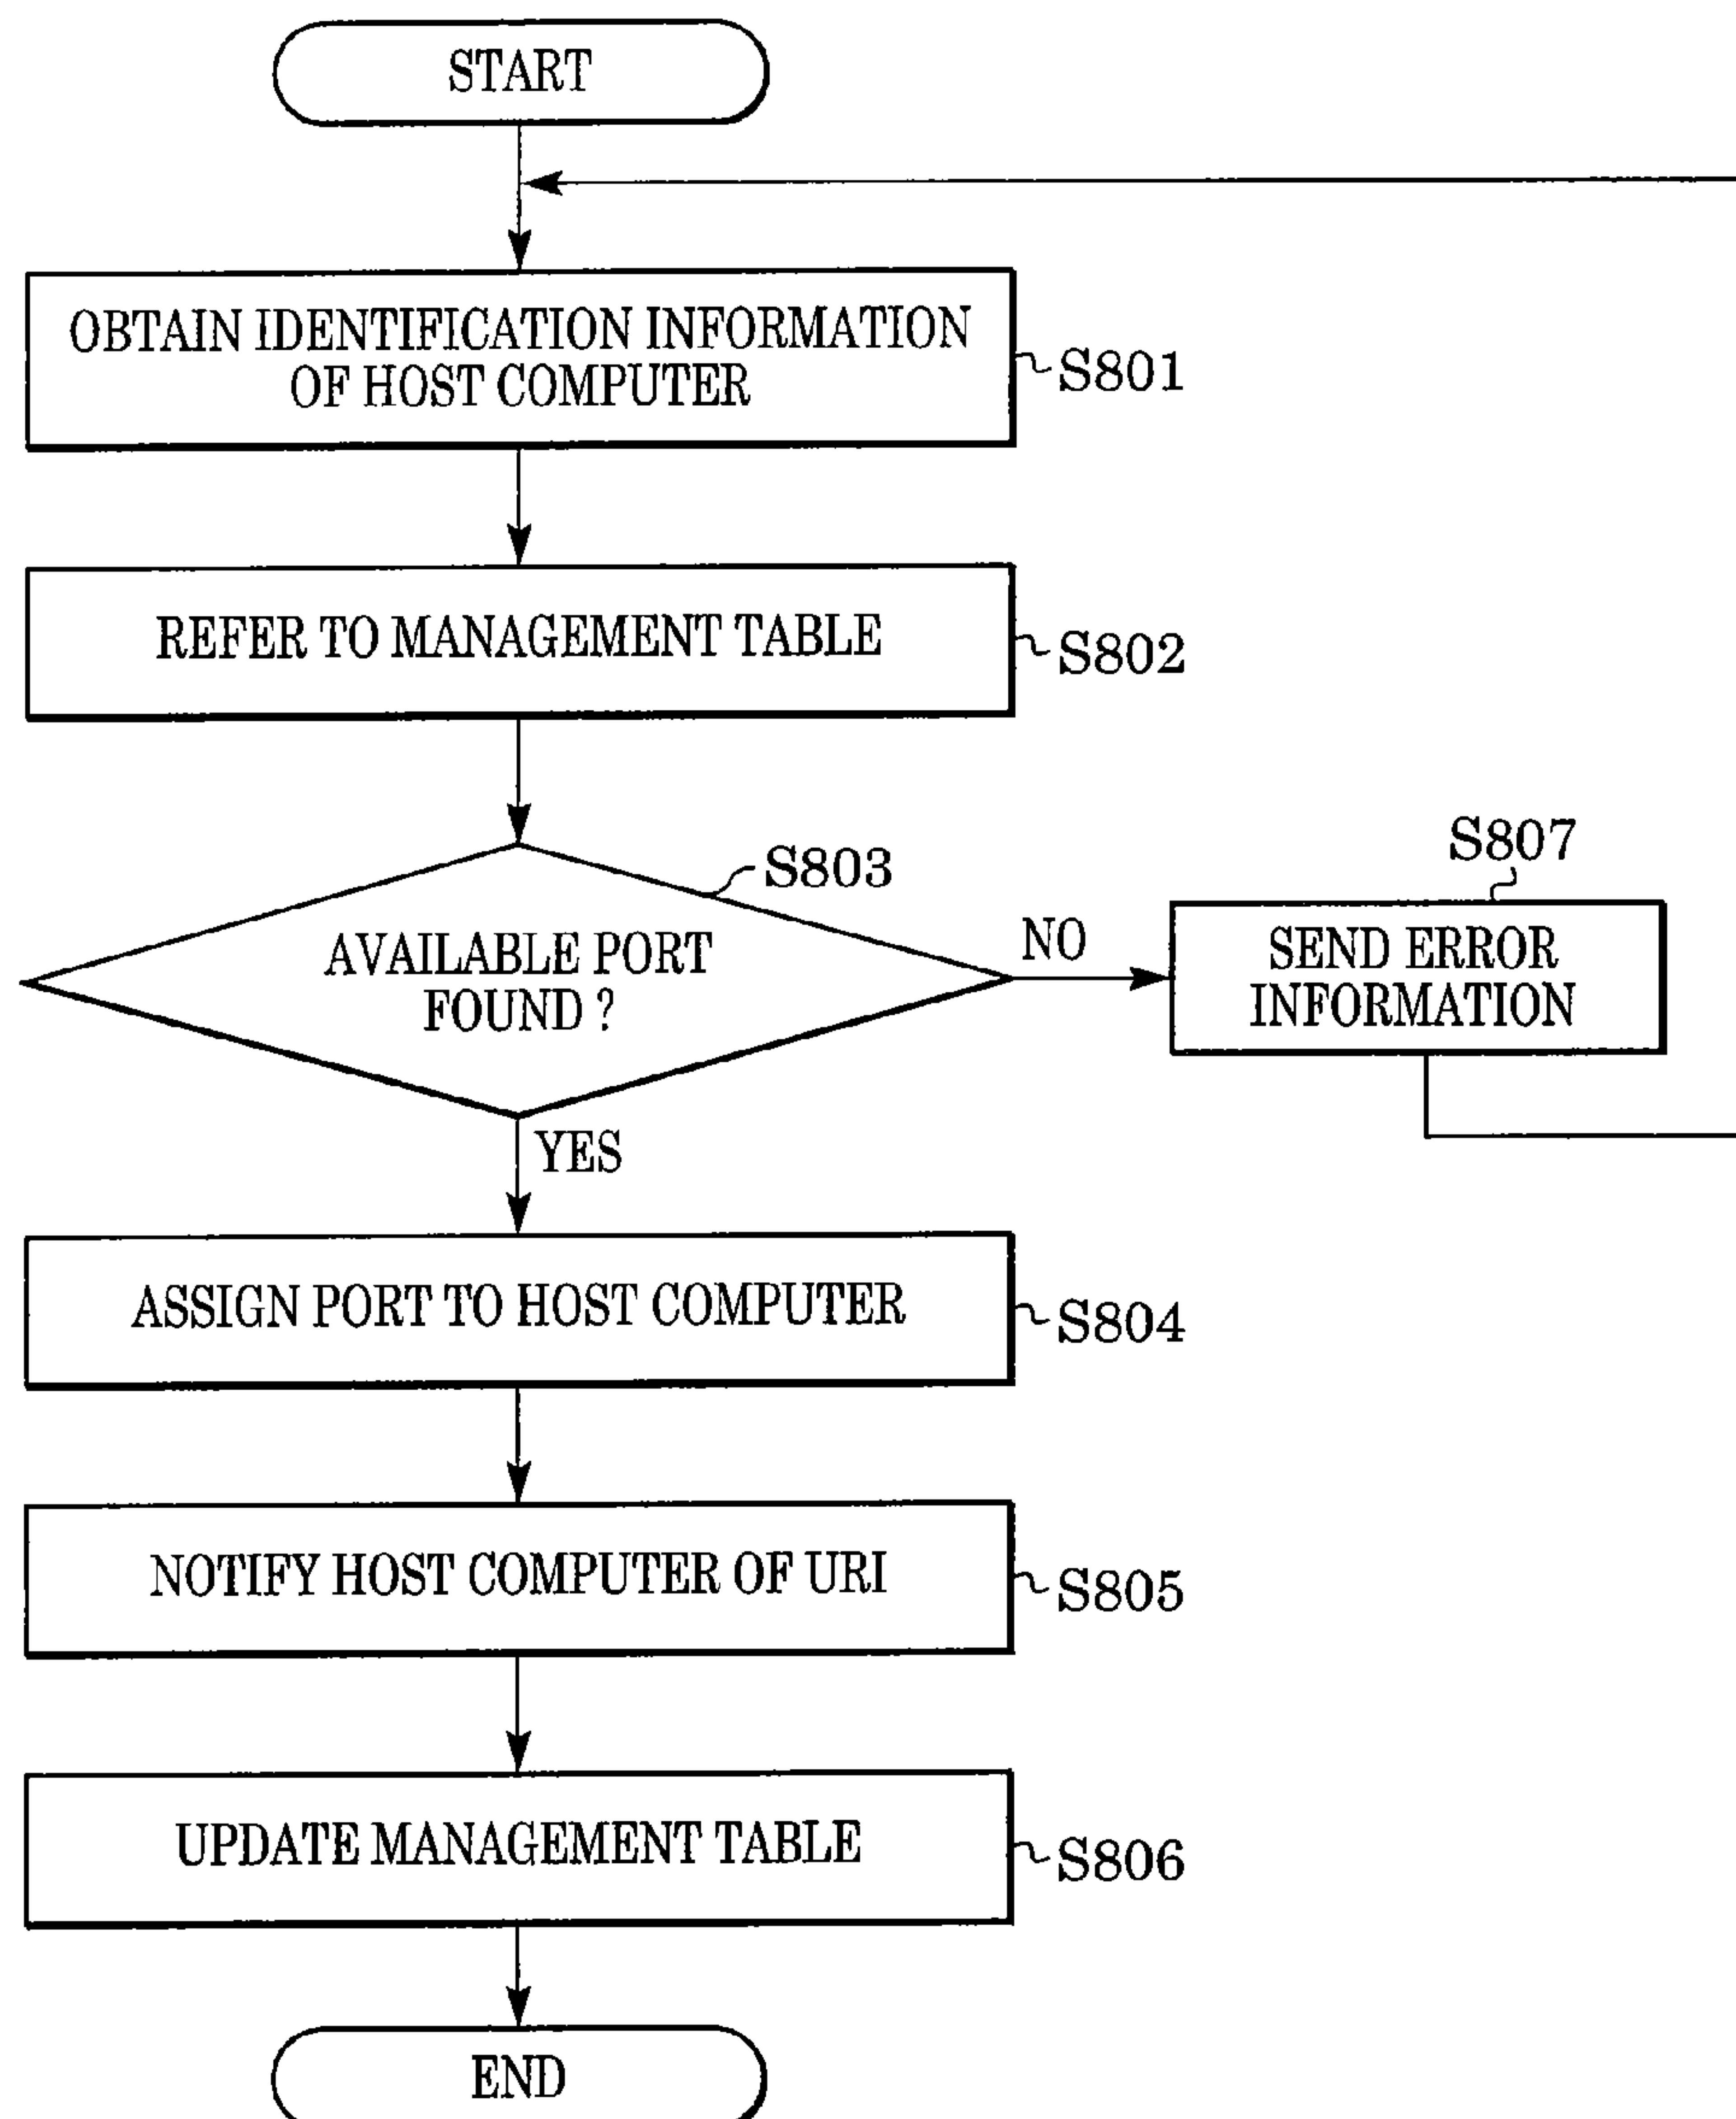 START
OBTAIN IDENTIFICATION INFORMATION
OF HOST COMPUTER
S801
REFER TO MANAGEMENT TABLE
S802
S803
AVAILABLE PORT
FOUND ?
NO
S807
SEND ERROR
INFORMATION
YES
ASSIGN PORT TO HOST COMPUTER
S804
NOTIFY HOST COMPUTER OF URI
S805
UPDATE MANAGEMENT TABLE
S806
END